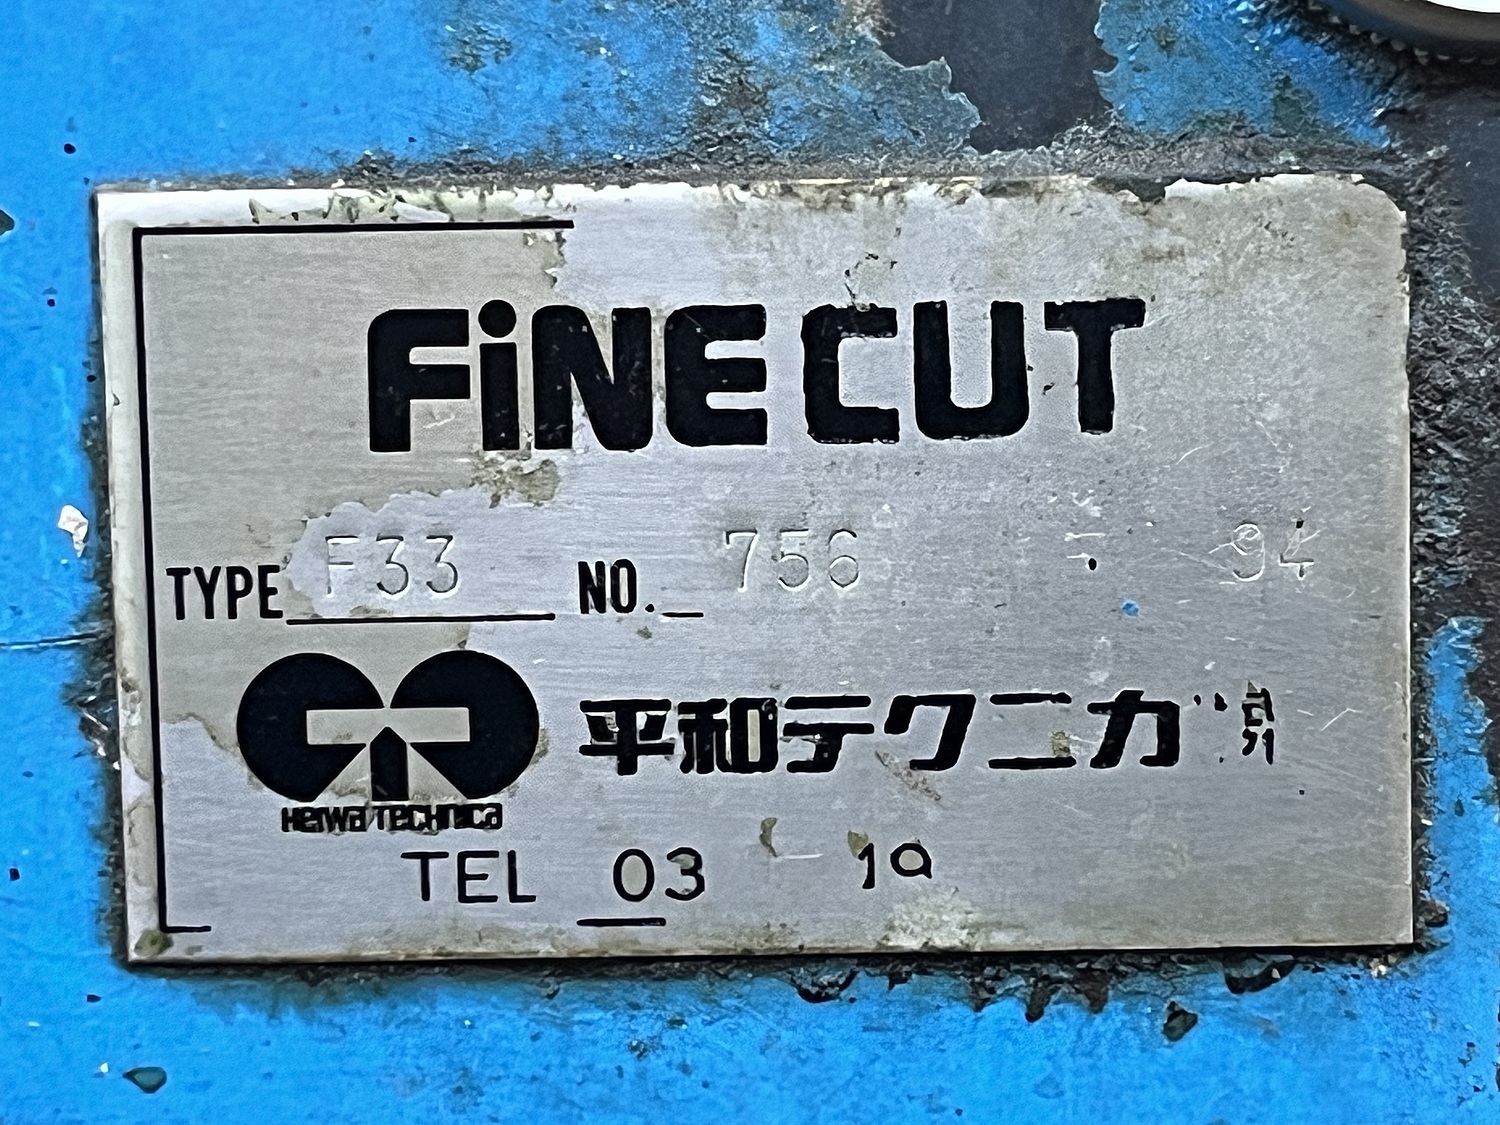 FiNE CUT
TYPE F33 NO. 756 94
平和テクニカ
Heiwa Technica
TEL 03 19